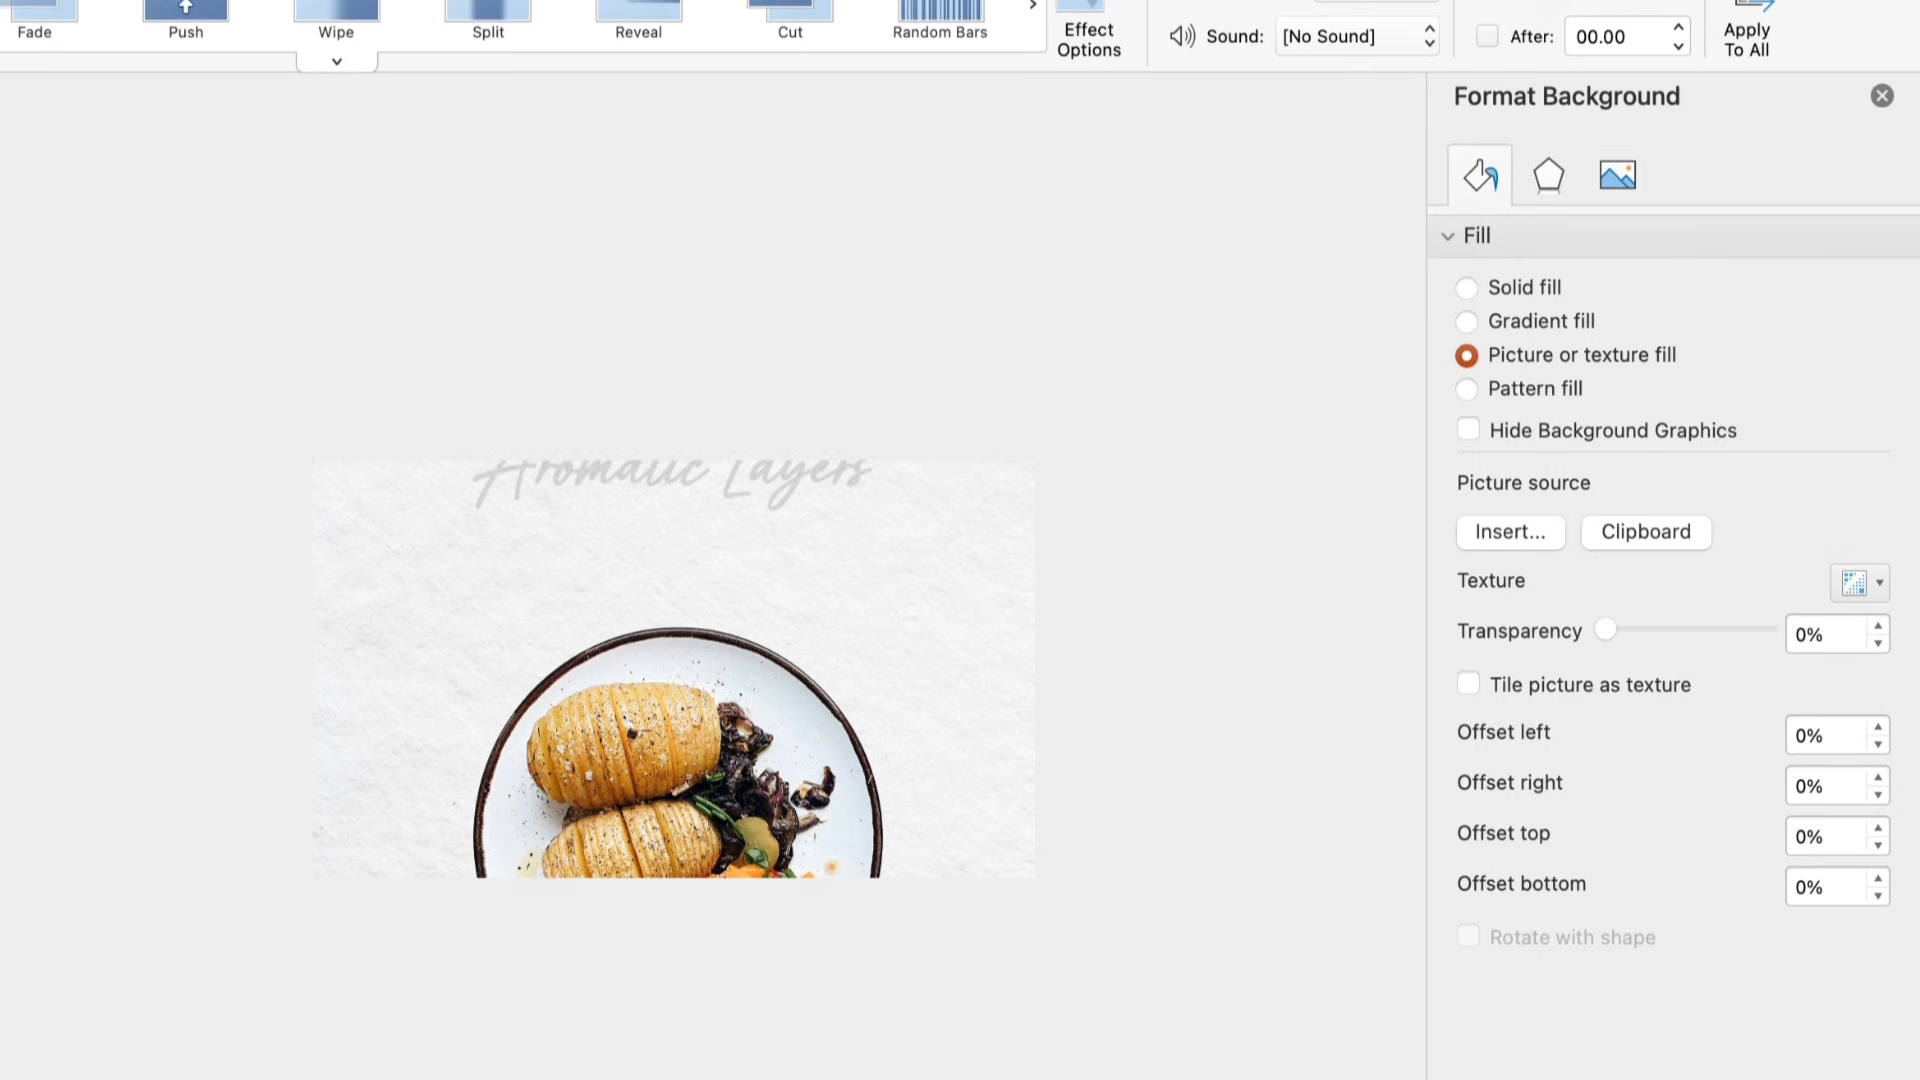 Fade Push Wipe Split Reveal Cut Random Bars
Effect
Options
Sound: [No Sound]
After: 00.00
Apply
To All
Format Background
Fill
Solid fill
Gradient fill
Picture or texture fill
Pattern fill
Hide Background Graphics
Picture source
Insert... Clipboard
Texture
Transparency 0%
Tile picture as texture
Offset left 0%
Offset right 0%
Offset top 0%
Offset bottom 0%
Rotate with shape
Aromatic Layers